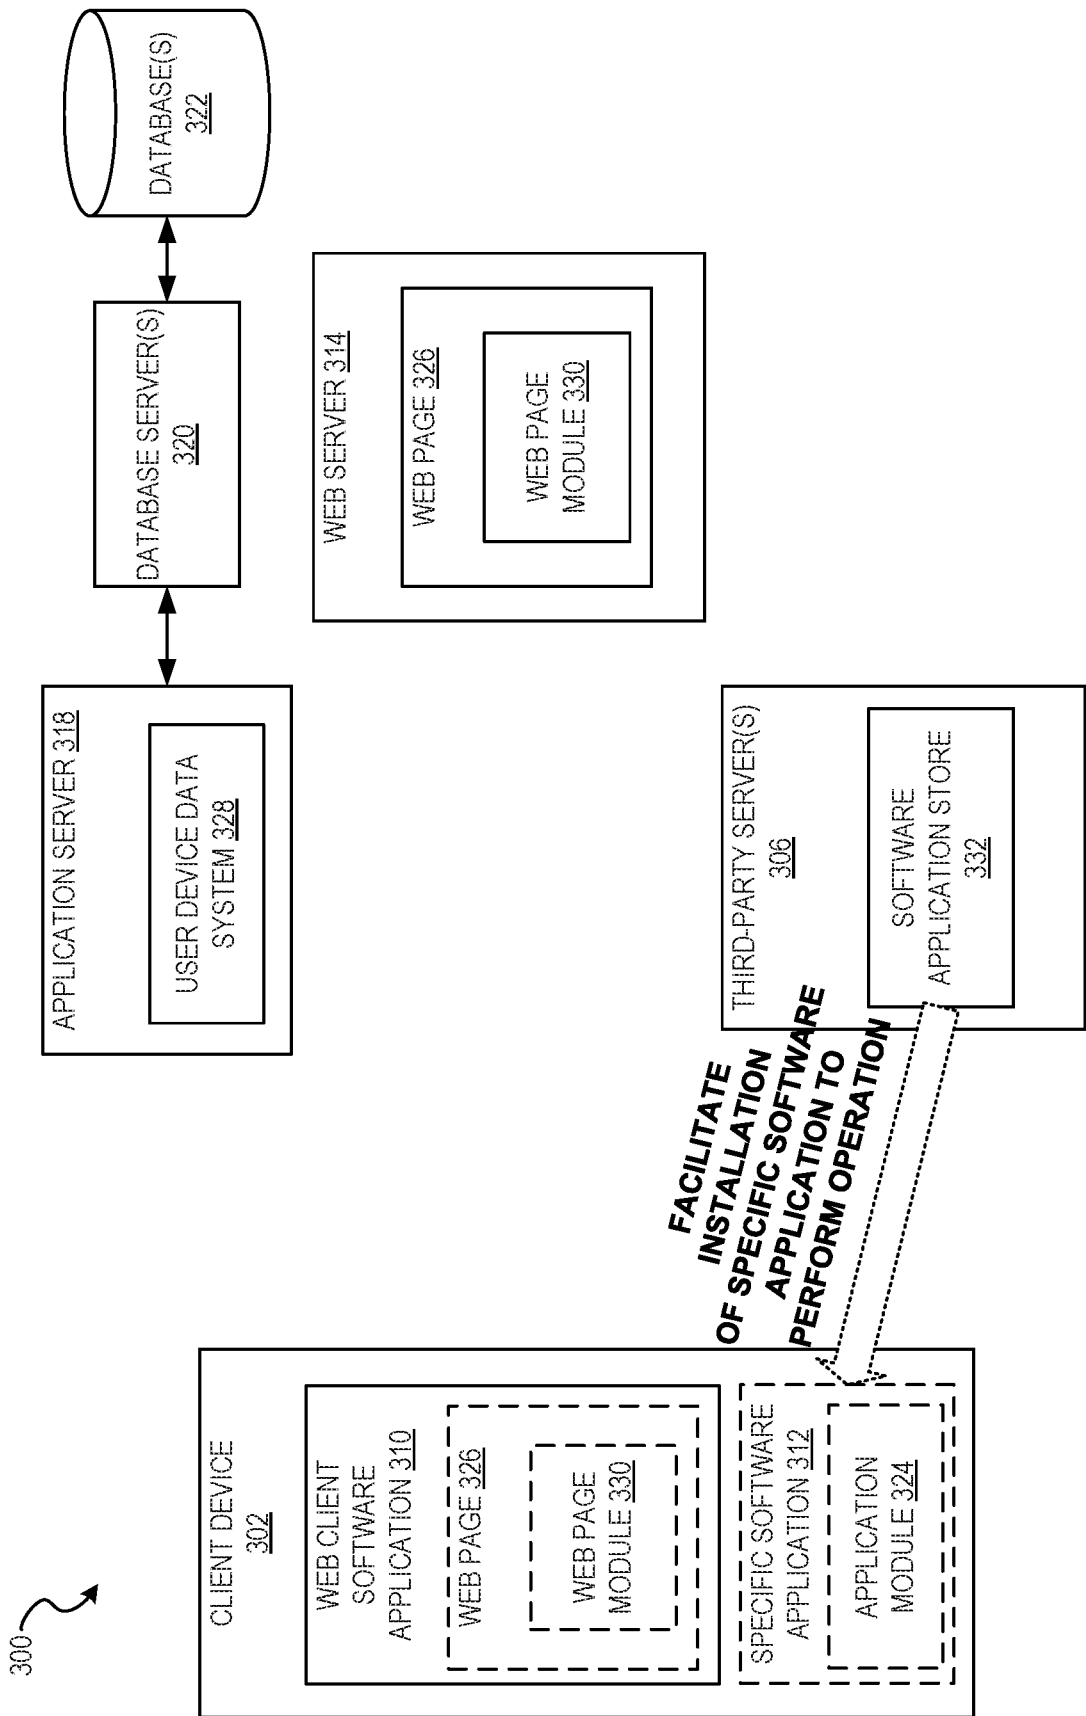 300
CLIENT DEVICE
302
WEB CLIENT
SOFTWARE
APPLICATION 310
WEB PAGE 326
WEB PAGE
MODULE 330
SPECIFIC SOFTWARE
APPLICATION 312
APPLICATION
MODULE 324
FACILITATE
INSTALLATION
OF SPECIFIC SOFTWARE
APPLICATION TO
PERFORM OPERATION
APPLICATION SERVER 318
USER DEVICE DATA
SYSTEM 328
THIRD-PARTY SERVER(S)
306
SOFTWARE
APPLICATION STORE
332
DATABASE SERVER(S)
320
WEB SERVER 314
WEB PAGE 326
WEB PAGE
MODULE 330
DATABASE(S)
322